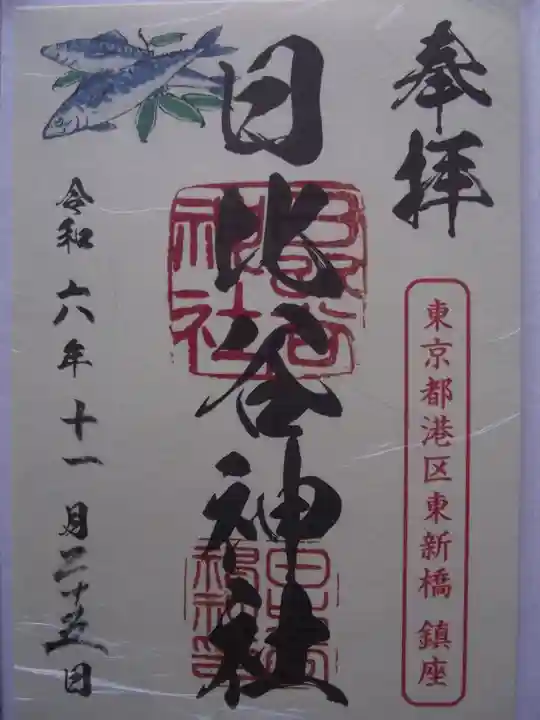 奉拝
東京都港区東新橋 鎮座
日比谷神社
令和六年十一月二十五日